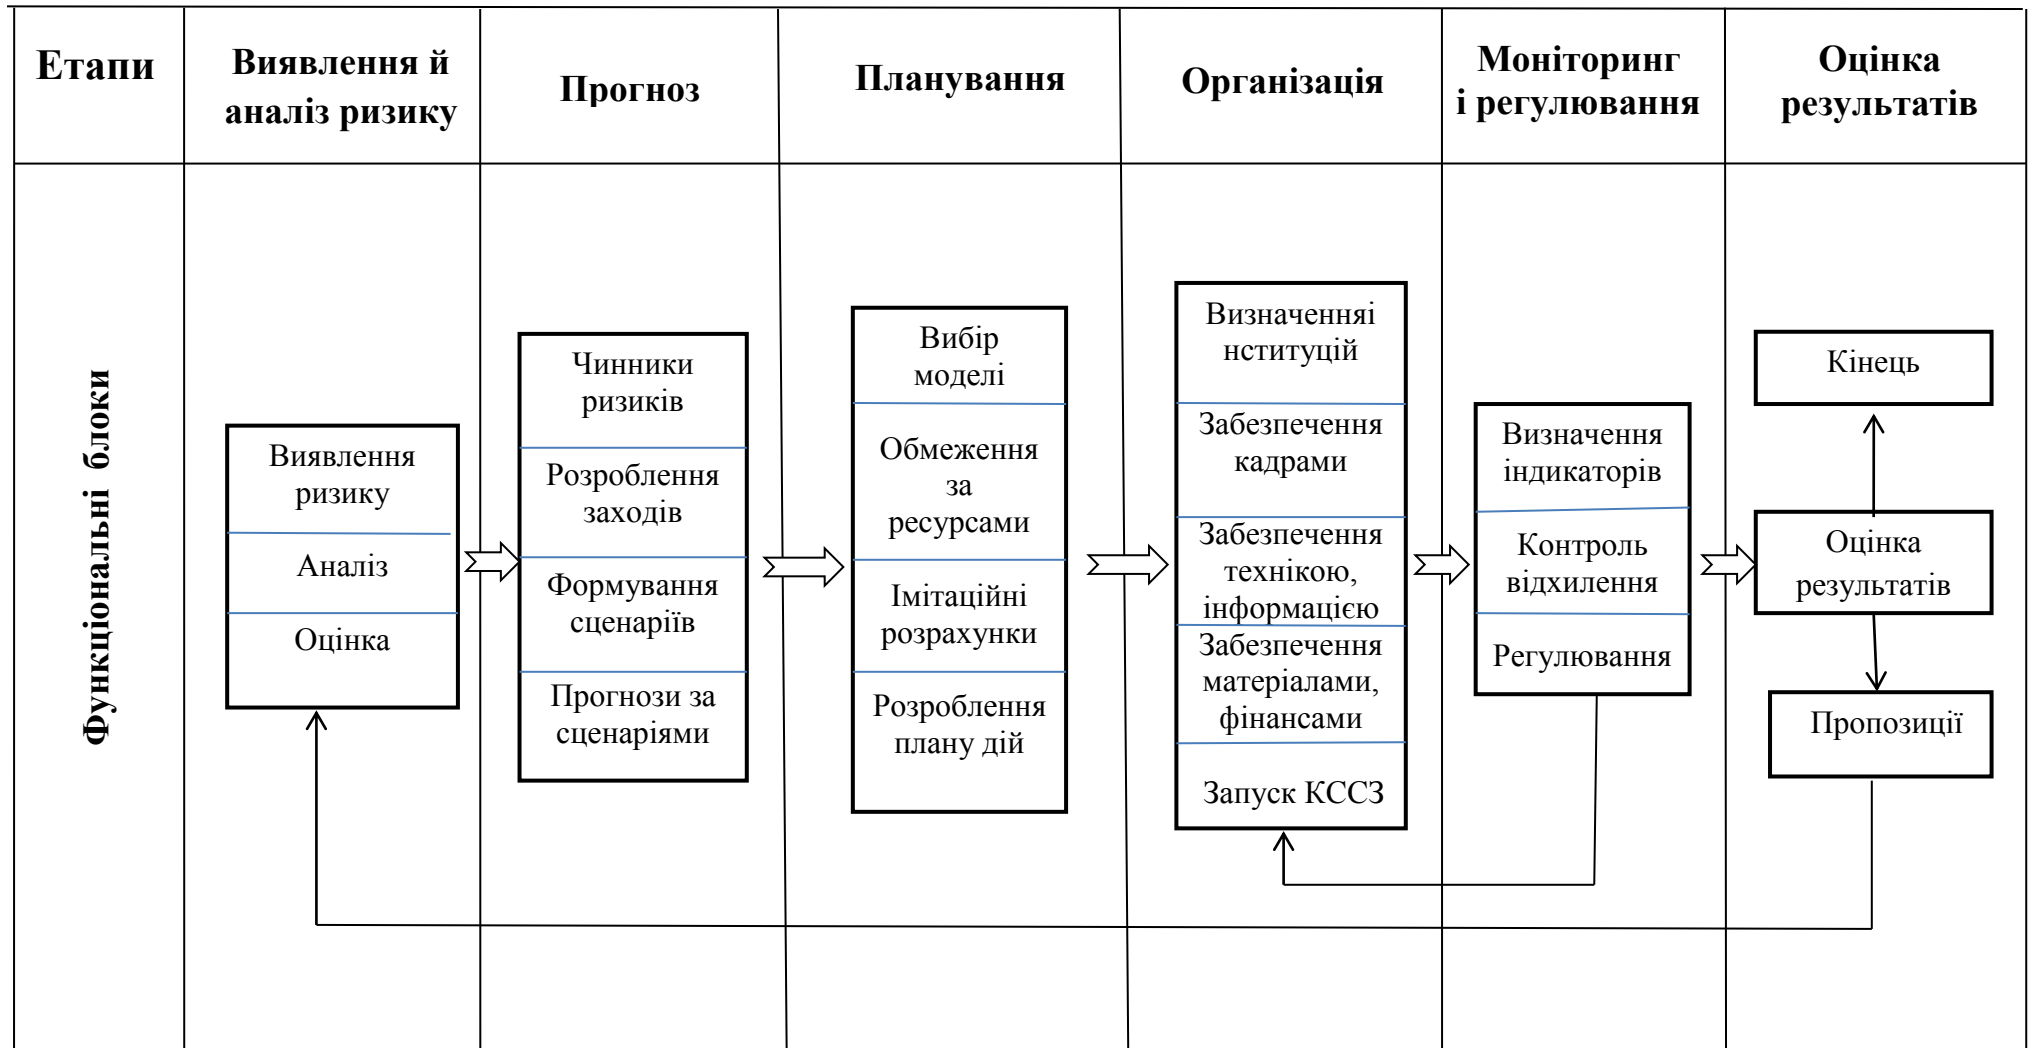 Етапи
Виявлення й
аналіз ризику
Прогноз
Планування
Організація
Моніторинг
і регулювання
Оцінка
результатів
Функціональні блоки
Виявлення
ризику
Аналіз
Оцінка
Чинники
ризиків
Розроблення
заходів
Формування
сценаріїв
Прогнози за
сценаріями
Вибір
моделі
Обмеження
за
ресурсами
Імітаційні
розрахунки
Розроблення
плану дій
Визначенняі
нституцій
Забезпечення
кадрами
Забезпечення
технікою,
інформацією
Забезпечення
матеріалами,
фінансами
Запуск КССЗ
Визначення
індикаторів
Контроль
відхилення
Регулювання
Кінець
Оцінка
результатів
Пропозиції